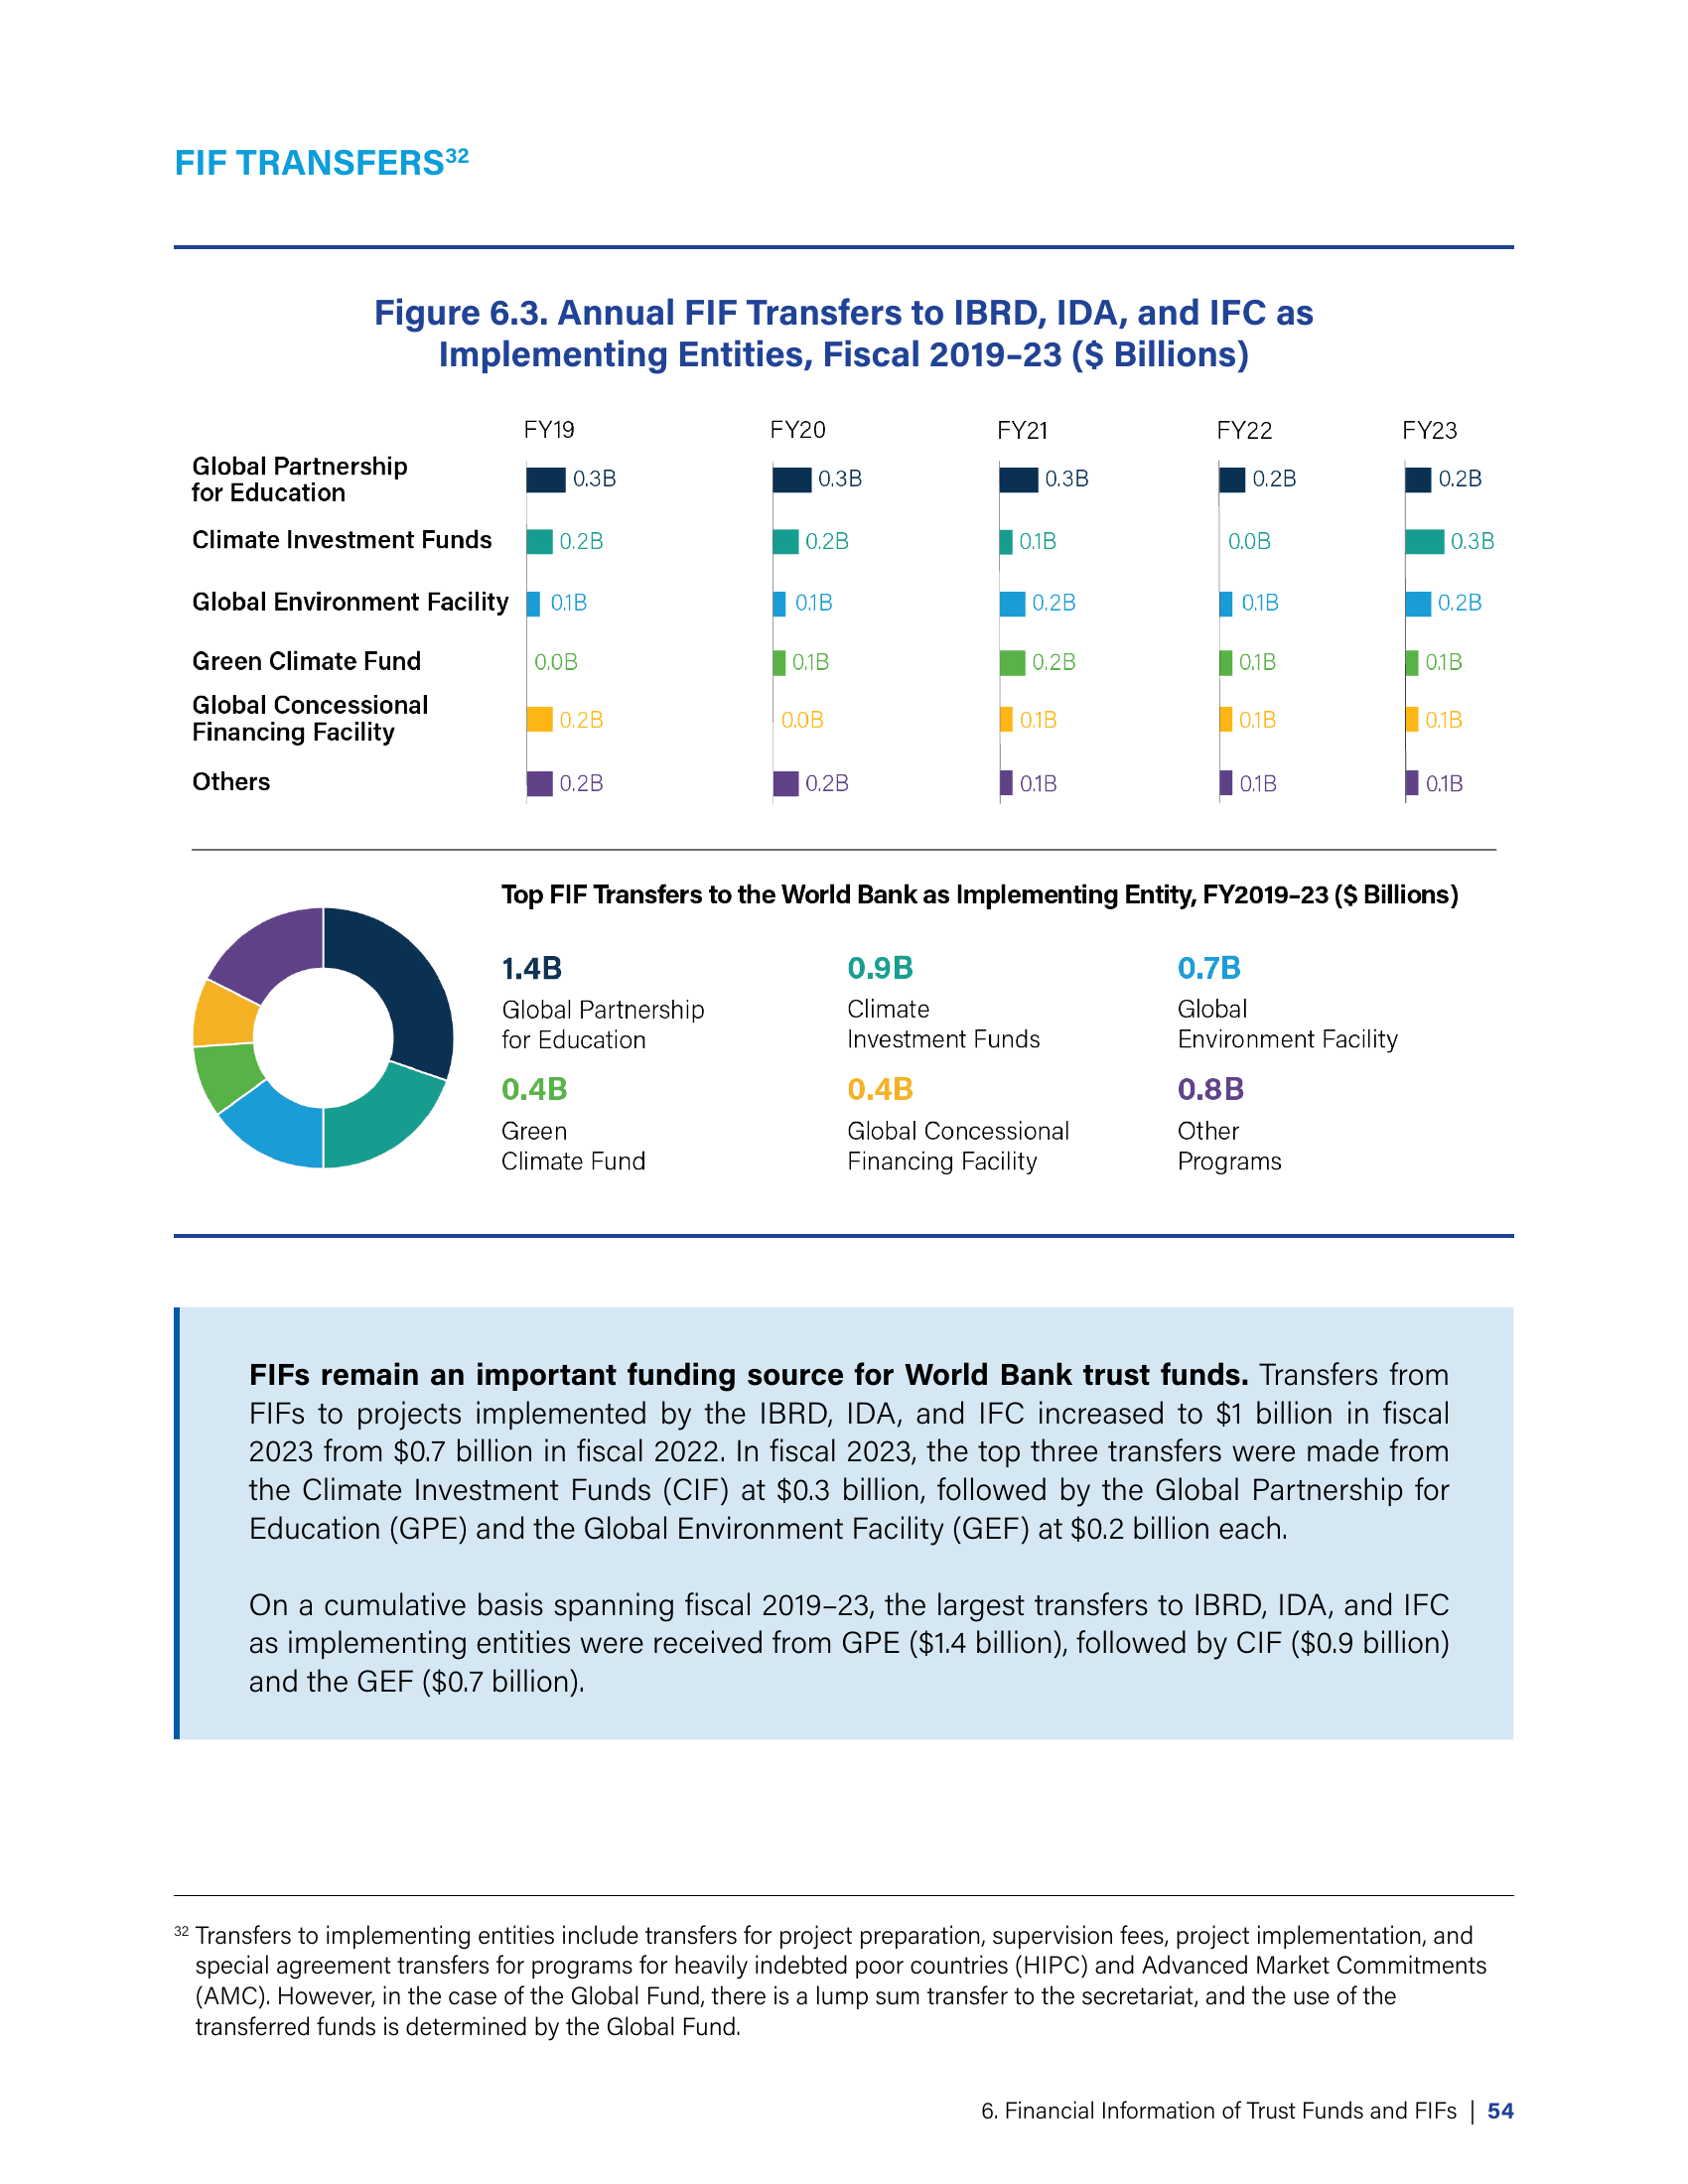 FIF TRANSFERS32
Figure 6.3. Annual FIF Transfers to IBRD, IDA, and IFC as
Implementing Entities, Fiscal 2019–23 ($ Billions)
FY19 FY20 FY21 FY22 FY23
Global Partnership
for Education
0.3B 0.3B 0.3B 0.2B 0.2B
Climate Investment Funds 0.2B 0.2B 0.1B 0.0B 0.3B
Global Environment Facility 0.1B 0.1B 0.2B 0.1B 0.2B
Green Climate Fund 0.0B 0.1B 0.2B 0.1B 0.1B
Global Concessional
Financing Facility
0.2B 0.0B 0.1B 0.1B 0.1B
Others 0.2B 0.2B 0.1B 0.1B 0.1B
Top FIF Transfers to the World Bank as Implementing Entity, FY2019–23 ($ Billions)
1.4B
Global Partnership
for Education
0.9B
Climate
Investment Funds
0.7B
Global
Environment Facility
0.4B
Green
Climate Fund
0.4B
Global Concessional
Financing Facility
0.8B
Other
Programs
FIFs remain an important funding source for World Bank trust funds. Transfers from
FIFs to projects implemented by the IBRD, IDA, and IFC increased to $1 billion in fiscal
2023 from $0.7 billion in fiscal 2022. In fiscal 2023, the top three transfers were made from
the Climate Investment Funds (CIF) at $0.3 billion, followed by the Global Partnership for
Education (GPE) and the Global Environment Facility (GEF) at $0.2 billion each.
On a cumulative basis spanning fiscal 2019–23, the largest transfers to IBRD, IDA, and IFC
as implementing entities were received from GPE ($1.4 billion), followed by CIF ($0.9 billion)
and the GEF ($0.7 billion).
32 Transfers to implementing entities include transfers for project preparation, supervision fees, project implementation, and
special agreement transfers for programs for heavily indebted poor countries (HIPC) and Advanced Market Commitments
(AMC). However, in the case of the Global Fund, there is a lump sum transfer to the secretariat, and the use of the
transferred funds is determined by the Global Fund.
6. Financial Information of Trust Funds and FIFs | 54